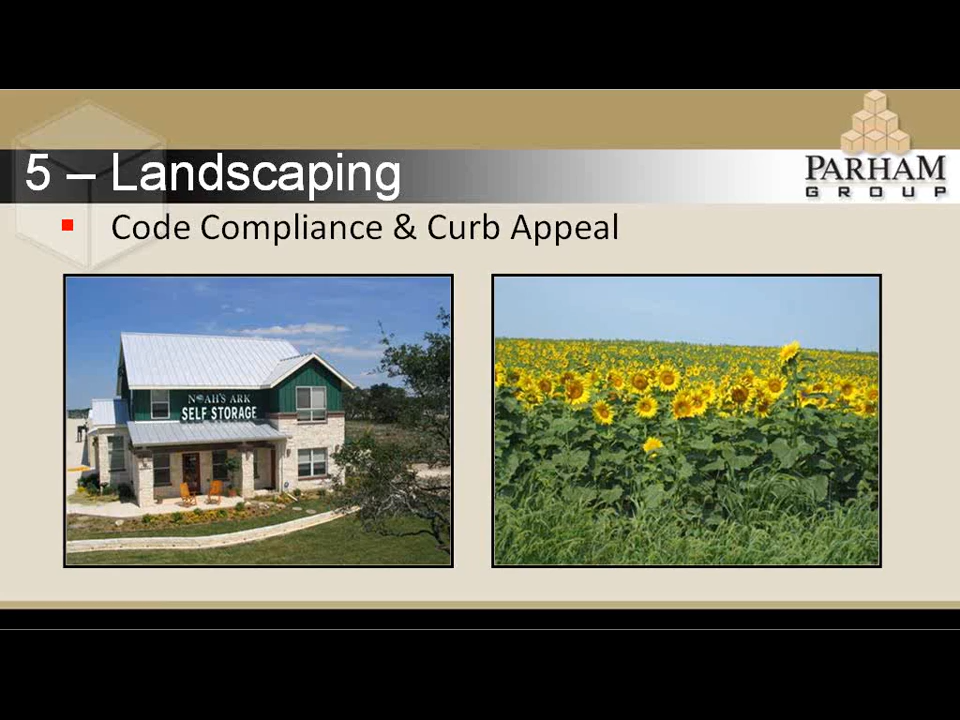 5 – Landscaping
PARHAM
GROUP
▪ Code Compliance & Curb Appeal
NOAH'S ARK
SELF STORAGE